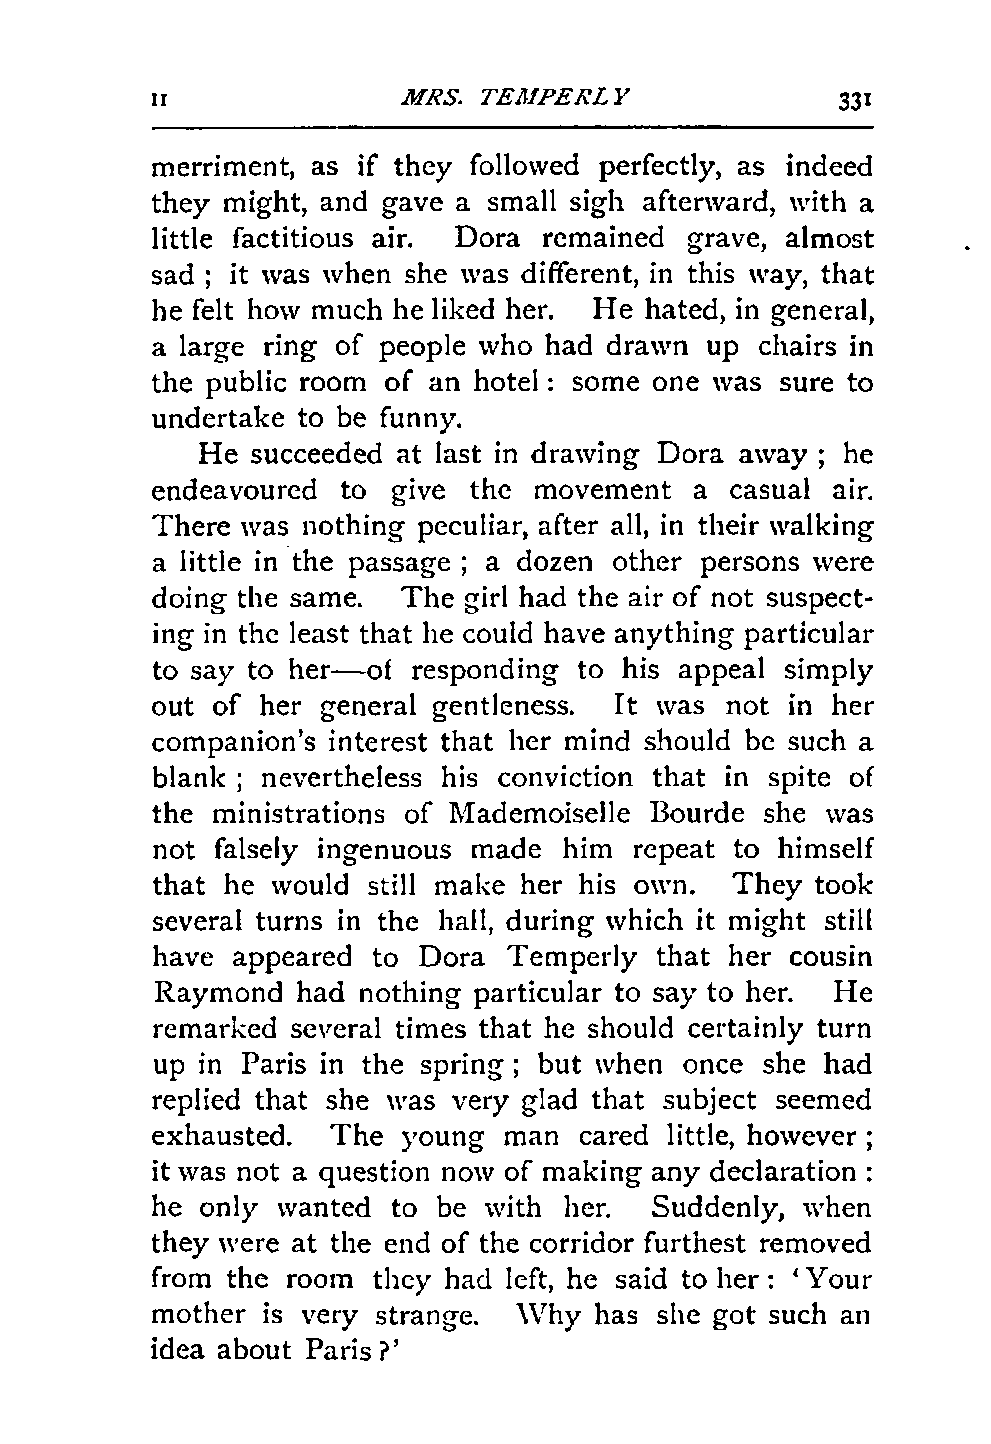 II MRS. TEMPERLY 331
merriment, as if they followed perfectly, as indeed
they might, and gave a small sigh afterward, with a
little factitious air. Dora remained grave, almost
sad ; it was when she was different, in this way, that
he felt how much he liked her. He hated, in general,
a large ring of people who had drawn up chairs in
the public room of an hotel : some one was sure to
undertake to be funny.
He succeeded at last in drawing Dora away ; he
endeavoured to give the movement a casual air.
There was nothing peculiar, after all, in their walking
a little in the passage ; a dozen other persons were
doing the same. The girl had the air of not suspect-
ing in the least that he could have anything particular
to say to her—of responding to his appeal simply
out of her general gentleness. It was not in her
companion's interest that her mind should be such a
blank ; nevertheless his conviction that in spite of
the ministrations of Mademoiselle Bourde she was
not falsely ingenuous made him repeat to himself
that he would still make her his own. They took
several turns in the hall, during which it might still
have appeared to Dora Temperly that her cousin
Raymond had nothing particular to say to her. He
remarked several times that he should certainly turn
up in Paris in the spring ; but when once she had
replied that she was very glad that subject seemed
exhausted. The young man cared little, however ;
it was not a question now of making any declaration :
he only wanted to be with her. Suddenly, when
they were at the end of the corridor furthest removed
from the room they had left, he said to her : ‘Your
mother is very strange. Why has she got such an
idea about Paris ?’